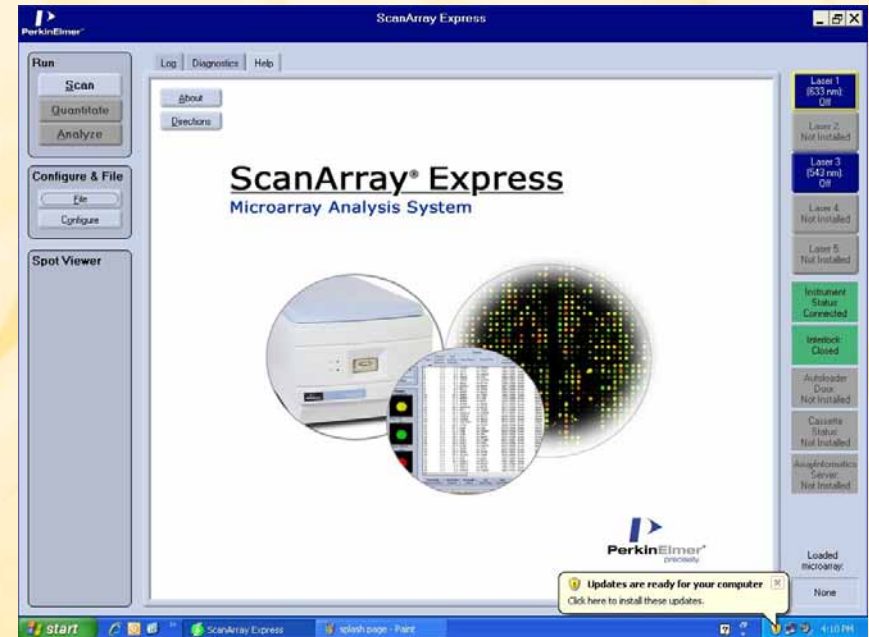 PerkinElmer™
ScanArray Express
Run
Scan
Quantitate
Analyze
Configure & File
File
Configure
Spot Viewer
Log
Diagnostics
Help
About
Directions
ScanArray® Express
Microarray Analysis System
PerkinElmer™
precisely
Laser 1
(633 nm):
Off
Laser 2:
Not Installed
Laser 3
(543 nm):
Off
Laser 4:
Not Installed
Laser 5:
Not Installed
Instrument
Status:
Connected
Interlock:
Closed
Autoloader
Door:
Not Installed
Cassette
Status:
Not Installed
Server:
Not Installed
Loaded
microarray:
None
Updates are ready for your computer
Click here to install these updates.
start
ScanArray Express
splash page - Paint
4:10 PM